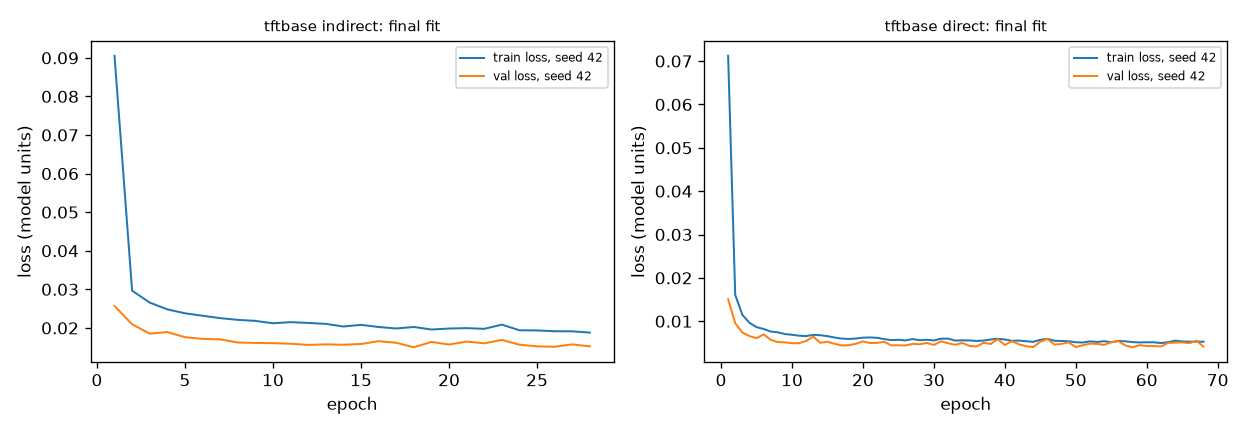 tftbase indirect: final fit
loss (model units)
0.09
0.08
0.07
0.06
0.05
0.04
0.03
0.02
train loss, seed 42
val loss, seed 42
0
5
10
15
20
25
epoch
tftbase direct: final fit
loss (model units)
0.07
0.06
0.05
0.04
0.03
0.02
0.01
train loss, seed 42
val loss, seed 42
0
10
20
30
40
50
60
70
epoch